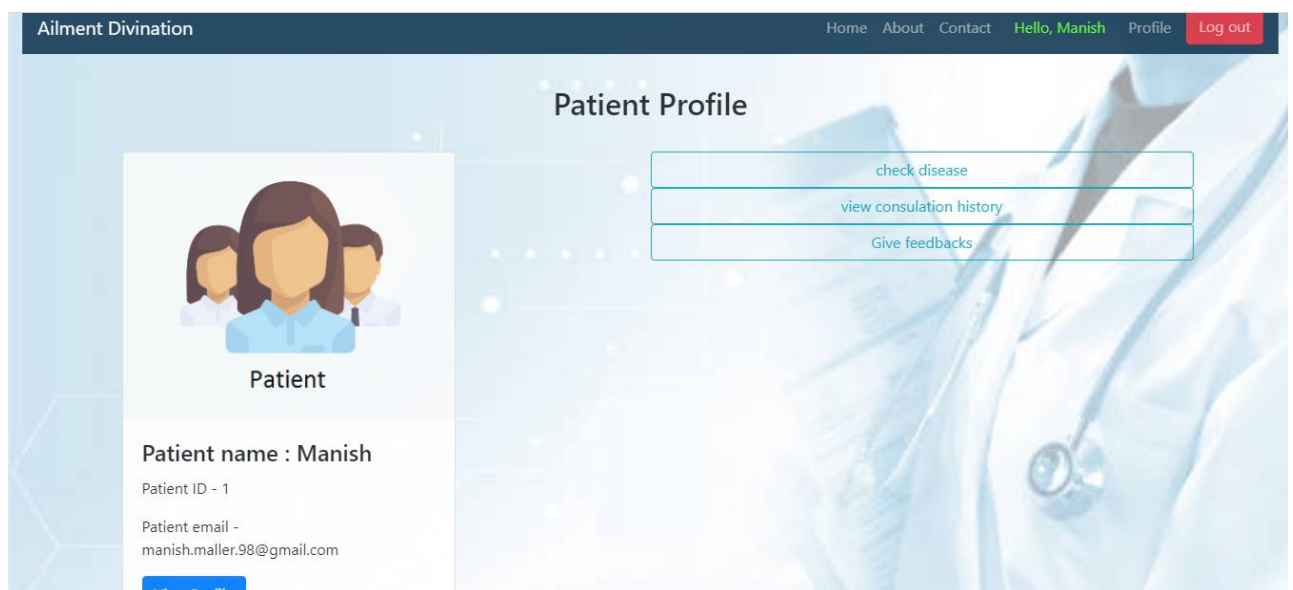 Ailment Divination
Home About Contact Hello, Manish Profile Log out
Patient Profile
check disease
view consulation history
Give feedbacks
Patient
Patient name : Manish
Patient ID - 1
Patient email -
manish.maller.98@gmail.com